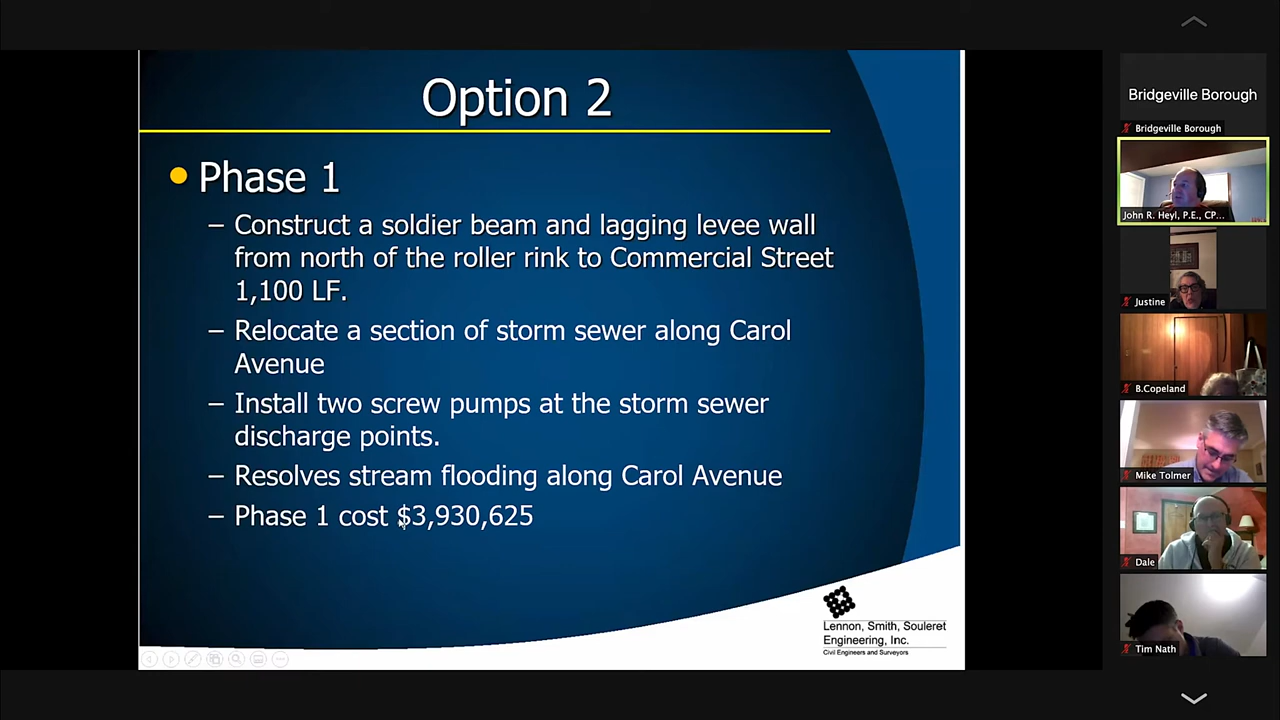 Option 2
Phase 1
– Construct a soldier beam and lagging levee wall
from north of the roller rink to Commercial Street
1,100 LF.
– Relocate a section of storm sewer along Carol
Avenue
– Install two screw pumps at the storm sewer
discharge points.
– Resolves stream flooding along Carol Avenue
– Phase 1 cost $3,930,625
Lennon, Smith, Souleret
Engineering, Inc.
Civil Engineers and Surveyors
Bridgeville Borough
Bridgeville Borough
John R. Heyl, P.E., CP...
Justine
B.Copeland
Mike Tolmer
Dale
Tim Nath